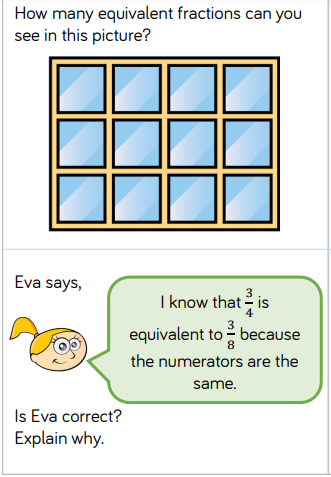 How many equivalent fractions can you
see in this picture?
Eva says,
I know that 3/4 is
equivalent to 3/8 because
the numerators are the
same.
Is Eva correct?
Explain why.